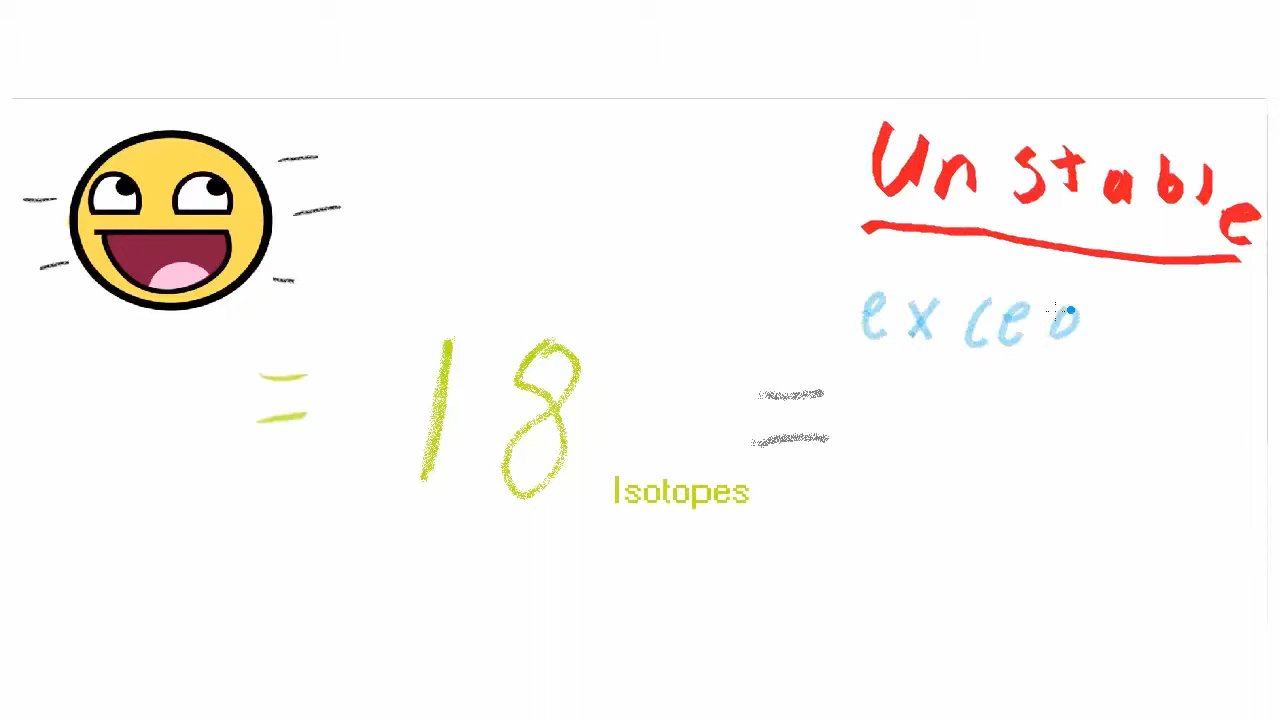 Unstable
exceo
= 18 =
Isotopes